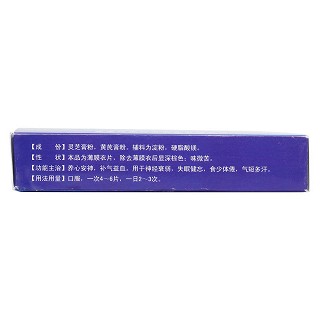 【成　份】灵芝膏粉，黄芪膏粉，辅料力淀粉，硬脂酸镁。
【性　状】本品为薄膜衣片，除去薄膜衣后显深棕色；味微苦。
【功能主治】养心安神，补气益血，用于神经衰弱，失眠健忘，食少体倦，气短多汗。
【用法用量】口服，一次4～6片，一日2～3次。